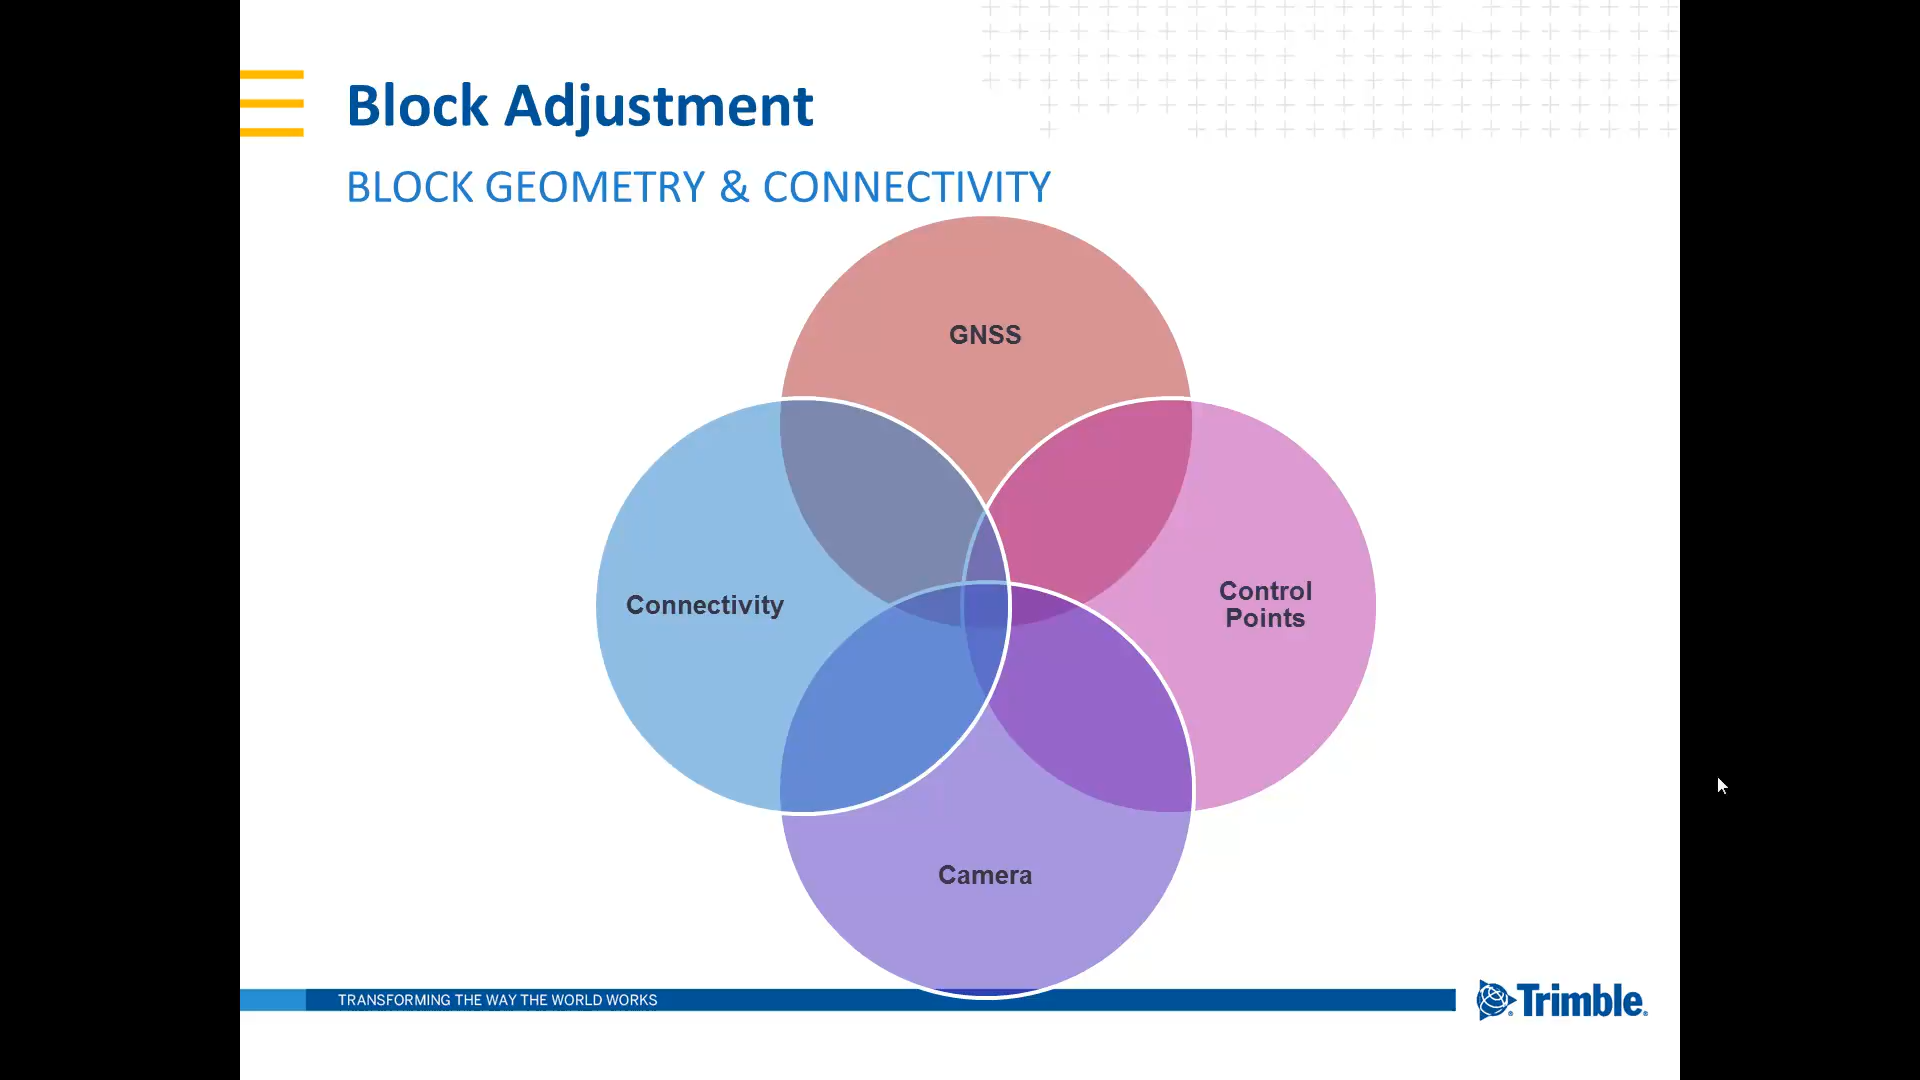 Block Adjustment
BLOCK GEOMETRY & CONNECTIVITY
GNSS
Connectivity
Control
Points
Camera
TRANSFORMING THE WAY THE WORLD WORKS
Trimble